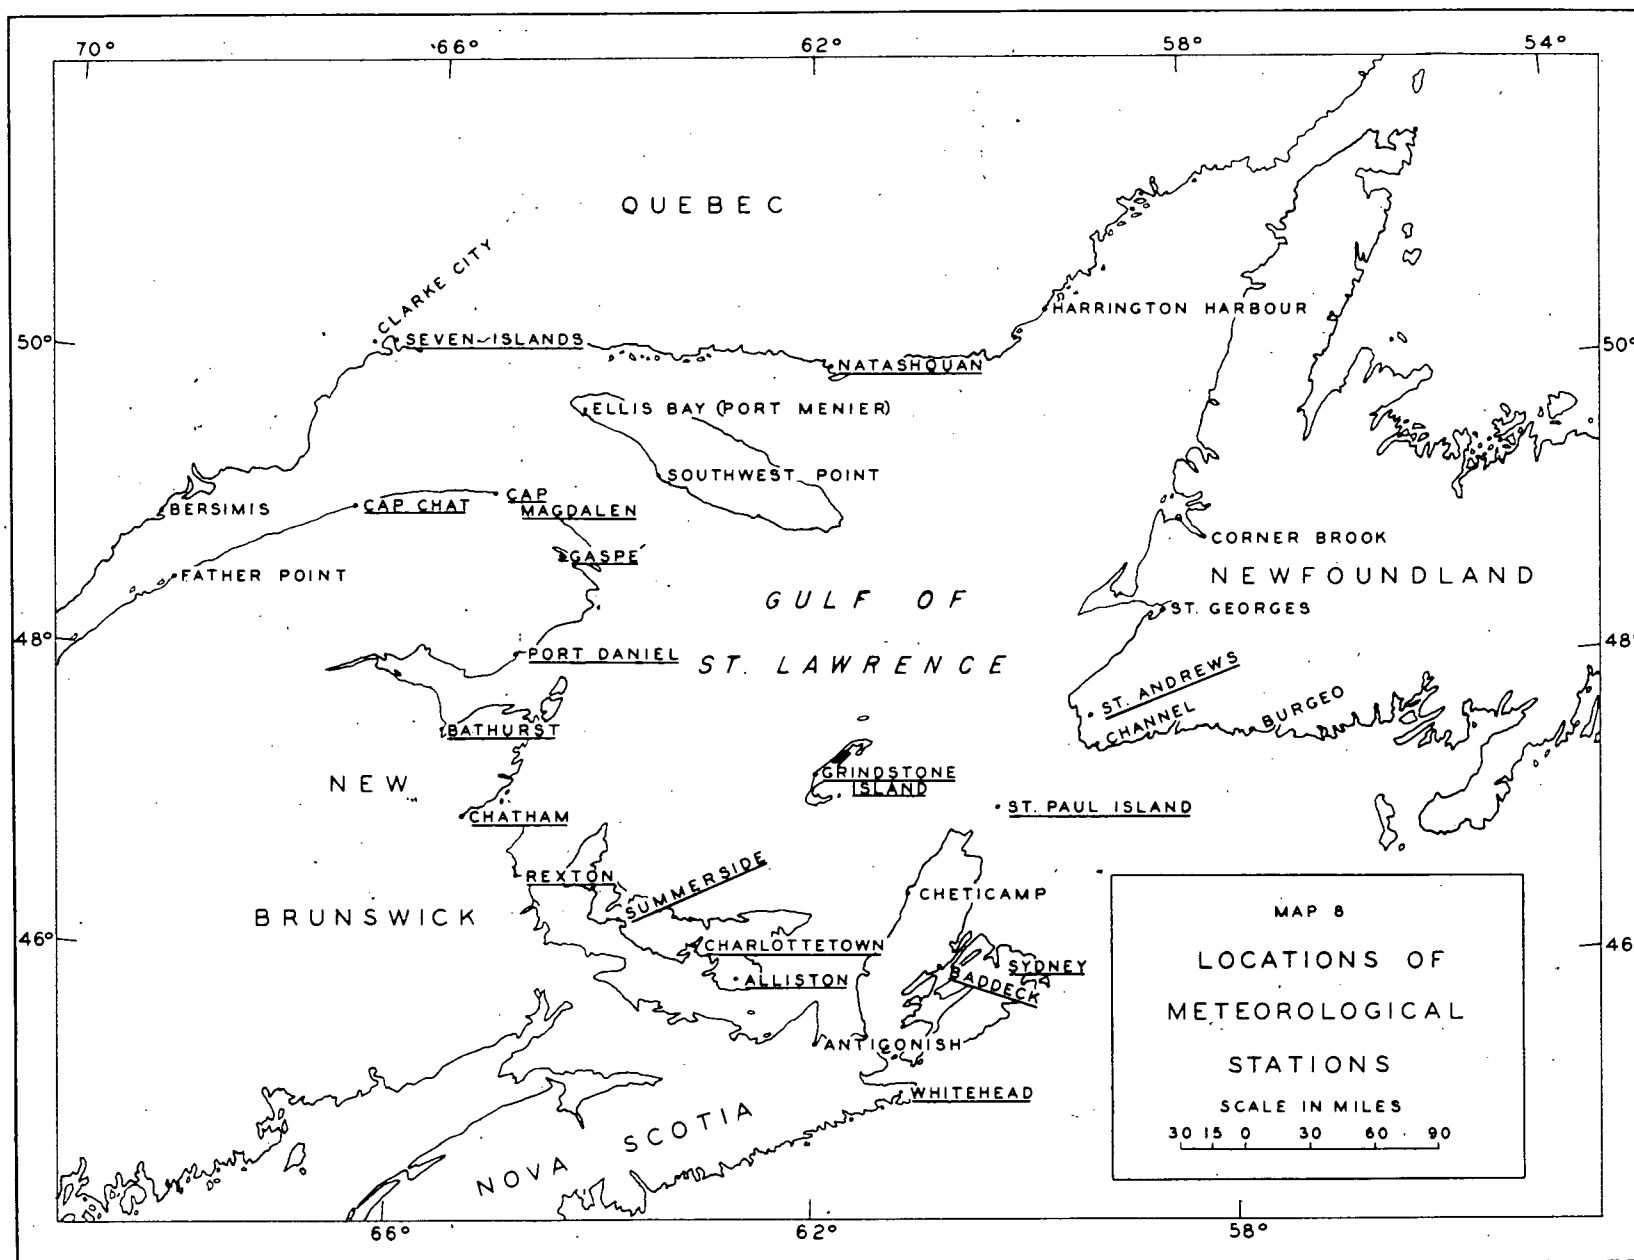 70° 66° 62° 58° 54°
QUEBEC
CLARKE CITY
HARRINGTON HARBOUR
50° SEVEN-ISLANDS 50°
NATASHQUAN
ELLIS BAY (PORT MENIER)
SOUTHWEST POINT
BERSIMIS
CAP CHAT
CAP
MAGDALEN
CORNER BROOK
GASPÉ
FATHER POINT
NEWFOUNDLAND
GULF OF
ST. GEORGES
48° 48°
PORT DANIEL
ST. LAWRENCE
ST. ANDREWS
CHANNEL
BURGEO
BATHURST
GRINDSTONE
ISLAND
NEW
ST. PAUL ISLAND
CHATHAM
REXTON
SUMMERSIDE
CHETICAMP
BRUNSWICK
46° 46
CHARLOTTETOWN
SYDNEY
BADDECK
ALLISTON
ANTIGONISH
WHITEHEAD
NOVA SCOTIA
MAP 8
LOCATIONS OF
METEOROLOGICAL
STATIONS
SCALE IN MILES
30 15 0 30 60 90
66° 62° 58°